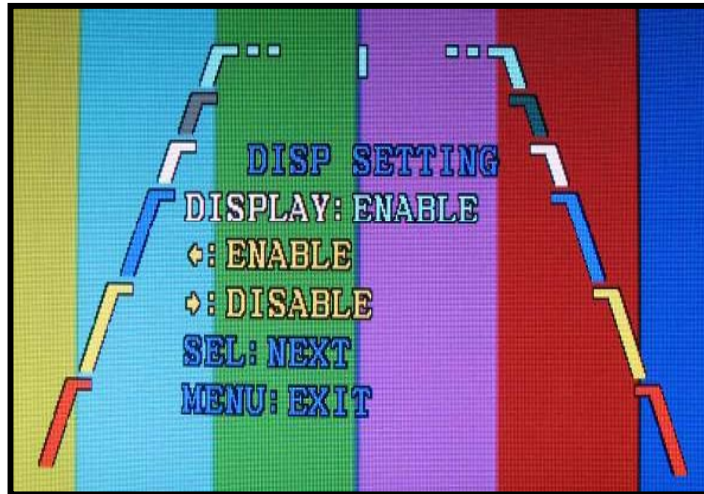 DISP SETTING
DISPLAY: ENABLE
←: ENABLE
→: DISABLE
SEL: NEXT
MENU: EXIT